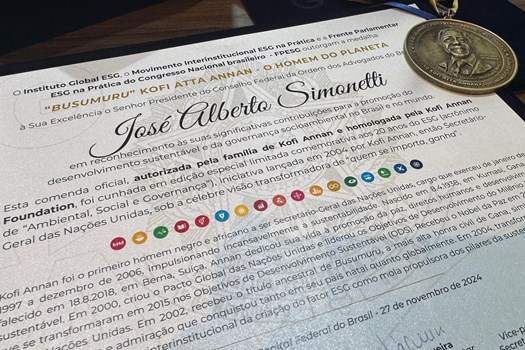 O Instituto Global ESG, o Movimento Interinstitucional ESG na Prática e a Frente Parlamentar
ESG na Prática do Congresso Nacional brasileiro - FPESG outorgam a medalha
"BUSUMURU" KOFI ATTA ANNAN - O HOMEM DO PLANETA
à Sua Excelência o Senhor Presidente do Conselho Federal da Ordem dos Advogados do
José Alberto Simonetti
em reconhecimento às suas significativas contribuições para a promoção do
desenvolvimento sustentável e da governança socioambiental no Brasil e no mundo.
Esta comenda oficial, autorizada pela família de Kofi Annan e homologada pela Kofi Annan
Foundation, foi cunhada em edição especial limitada comemorativa aos 20 anos do ESG (acrônimo
de "Ambiental, Social e Governança"), iniciativa lançada em 2004 por Kofi Annan, então Secretário-
Geral das Nações Unidas, sob a célebre visão transformadora de "quem se importa, ganha".
Kofi Annan foi o primeiro homem negro e africano a ser Secretário-Geral das Nações Unidas, cargo que exerceu de janeiro de
1997 a dezembro de 2006, impulsionando incansavelmente a sustentabilidade. Nascido em 8.4.1938, em Kumasi, Gana,
falecido em 18.8.2018, em Berna, Suíça, Annan dedicou sua vida à promoção da paz, direitos humanos e
sustentável. Em 2000, criou o Pacto Global das Nações Unidas e liderou os Objetivos de Desenvolvimento do Milênio,
que se transformaram em 2015 nos Objetivos de Desenvolvimento Sustentável (ODS). Recebeu o Nobel da Paz
Nações Unidas. Em 2002, recebeu o título ancestral de "Busumuru", a mais alta honra civil de Gana,
e admiração que conquistou tanto em seu país natal quanto globalmente. Em 2004,
interinstitucional da criação do fator ESG como mola propulsora dos pilares da
Capitol Federal do Brasil - 27 de novembro de 2024